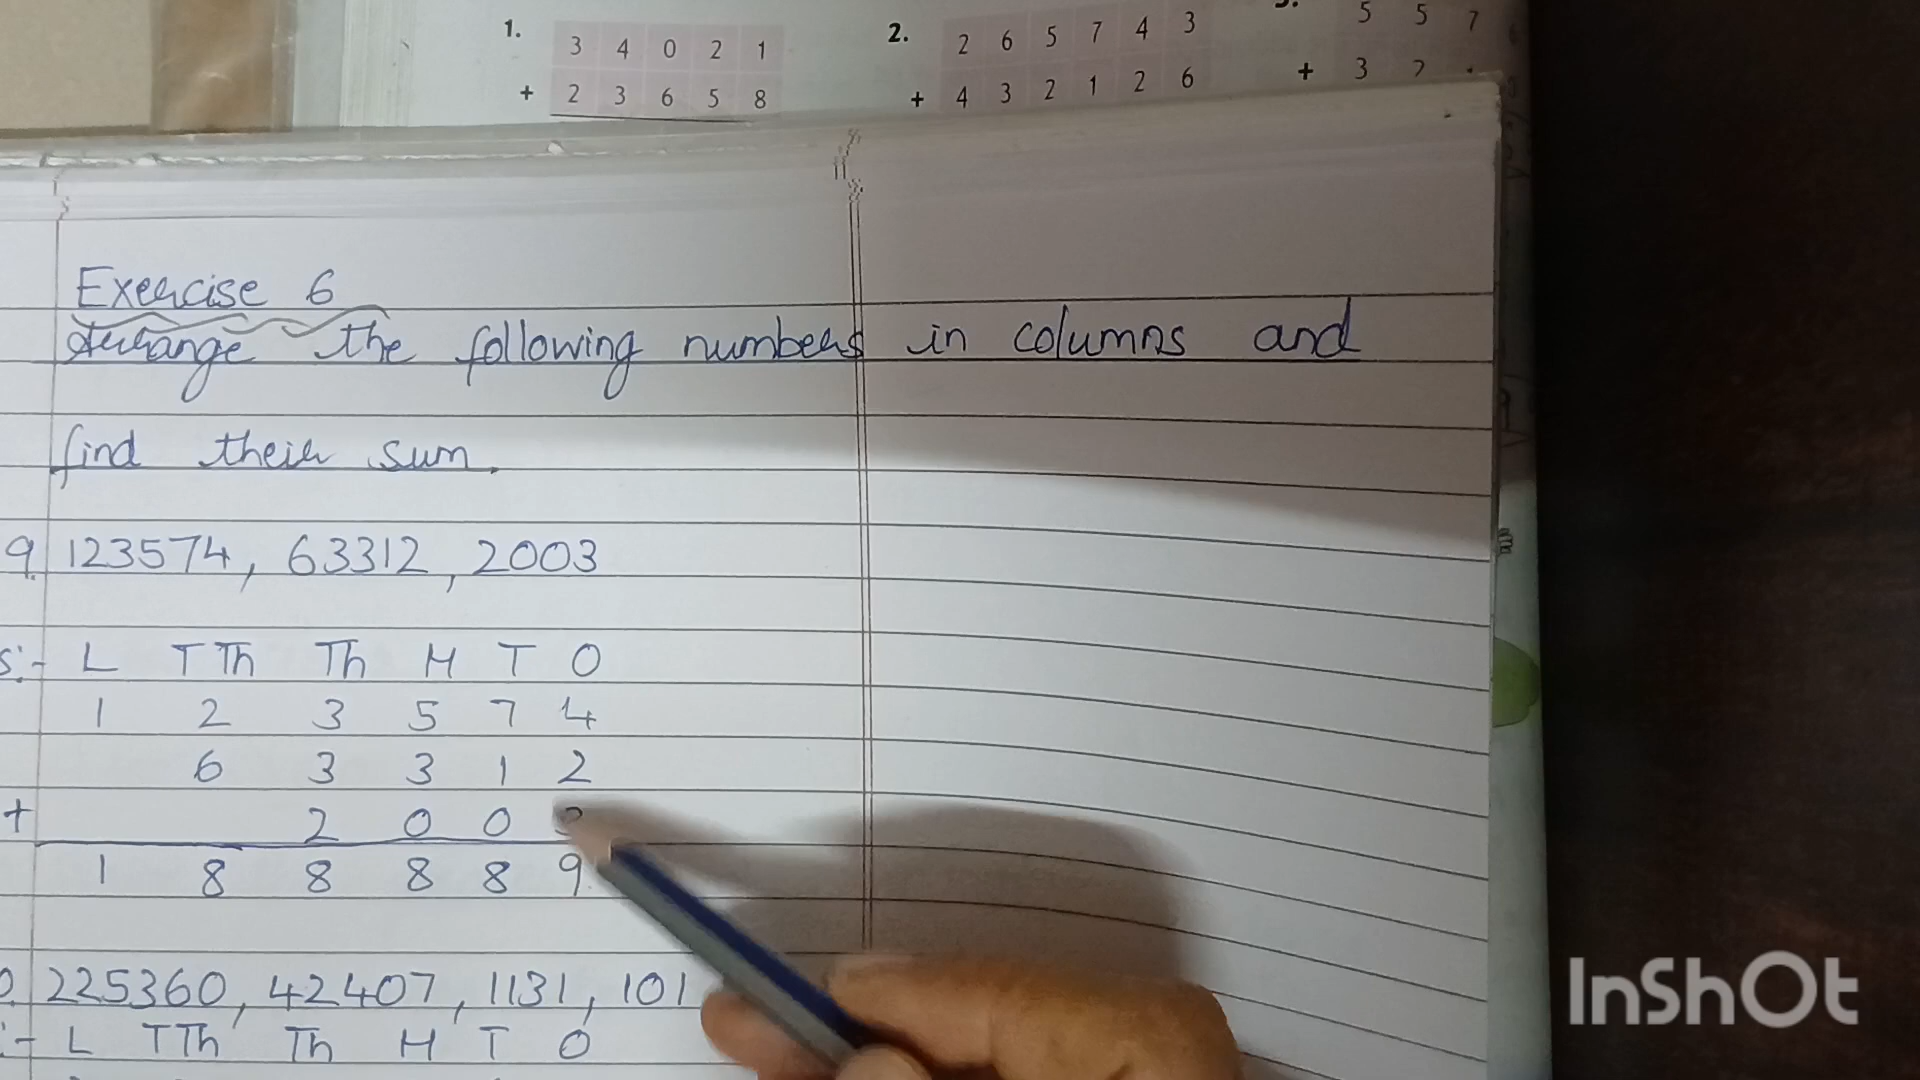 1. 3 4 0 2 1
+ 2 3 6 5 8
2. 2 6 5 7 4 3
+ 4 3 2 1 2 6
5 5 7
+ 3
Exercise 6
Arrange the following numbers in columns and
find their sum.
9. 123574, 63312, 2003
s:- L T Th Th H T O
1 2 3 5 7 4
6 3 3 1 2
+ 2 0 0
1 8 8 8 8 9
0. 225360, 42407, 1131, 101
:- L T Th Th H T O
InShOt